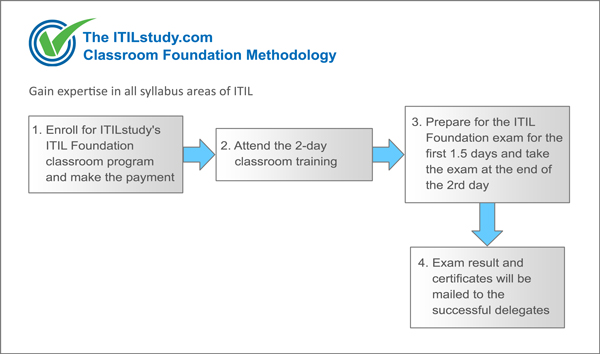 The ITILstudy.com
Classroom Foundation Methodology
Gain expertise in all syllabus areas of ITIL
1. Enroll for ITILstudy's
ITIL Foundation
classroom program
and make the payment
2. Attend the 2-day
classroom training
3. Prepare for the ITIL
Foundation exam for the
first 1.5 days and take
the exam at the end of
the 2rd day
4. Exam result and
certificates will be
mailed to the
successful delegates